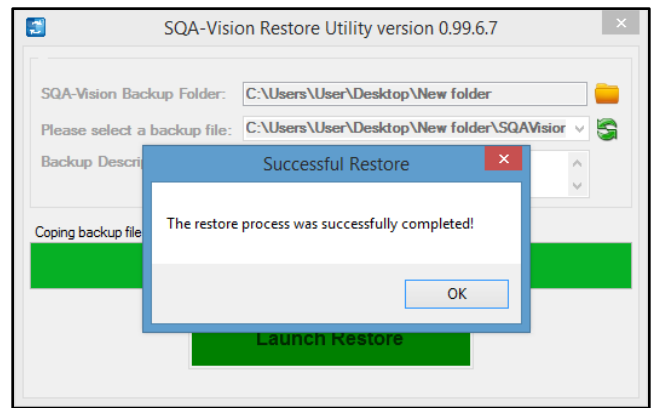 SQA-Vision Restore Utility version 0.99.6.7
SQA-Vision Backup Folder: C:\Users\User\Desktop\New folder
Please select a backup file: C:\Users\User\Desktop\New folder\SQAVision
Backup Descri
Successful Restore
The restore process was successfully completed!
Coping backup file
OK
Launch Restore